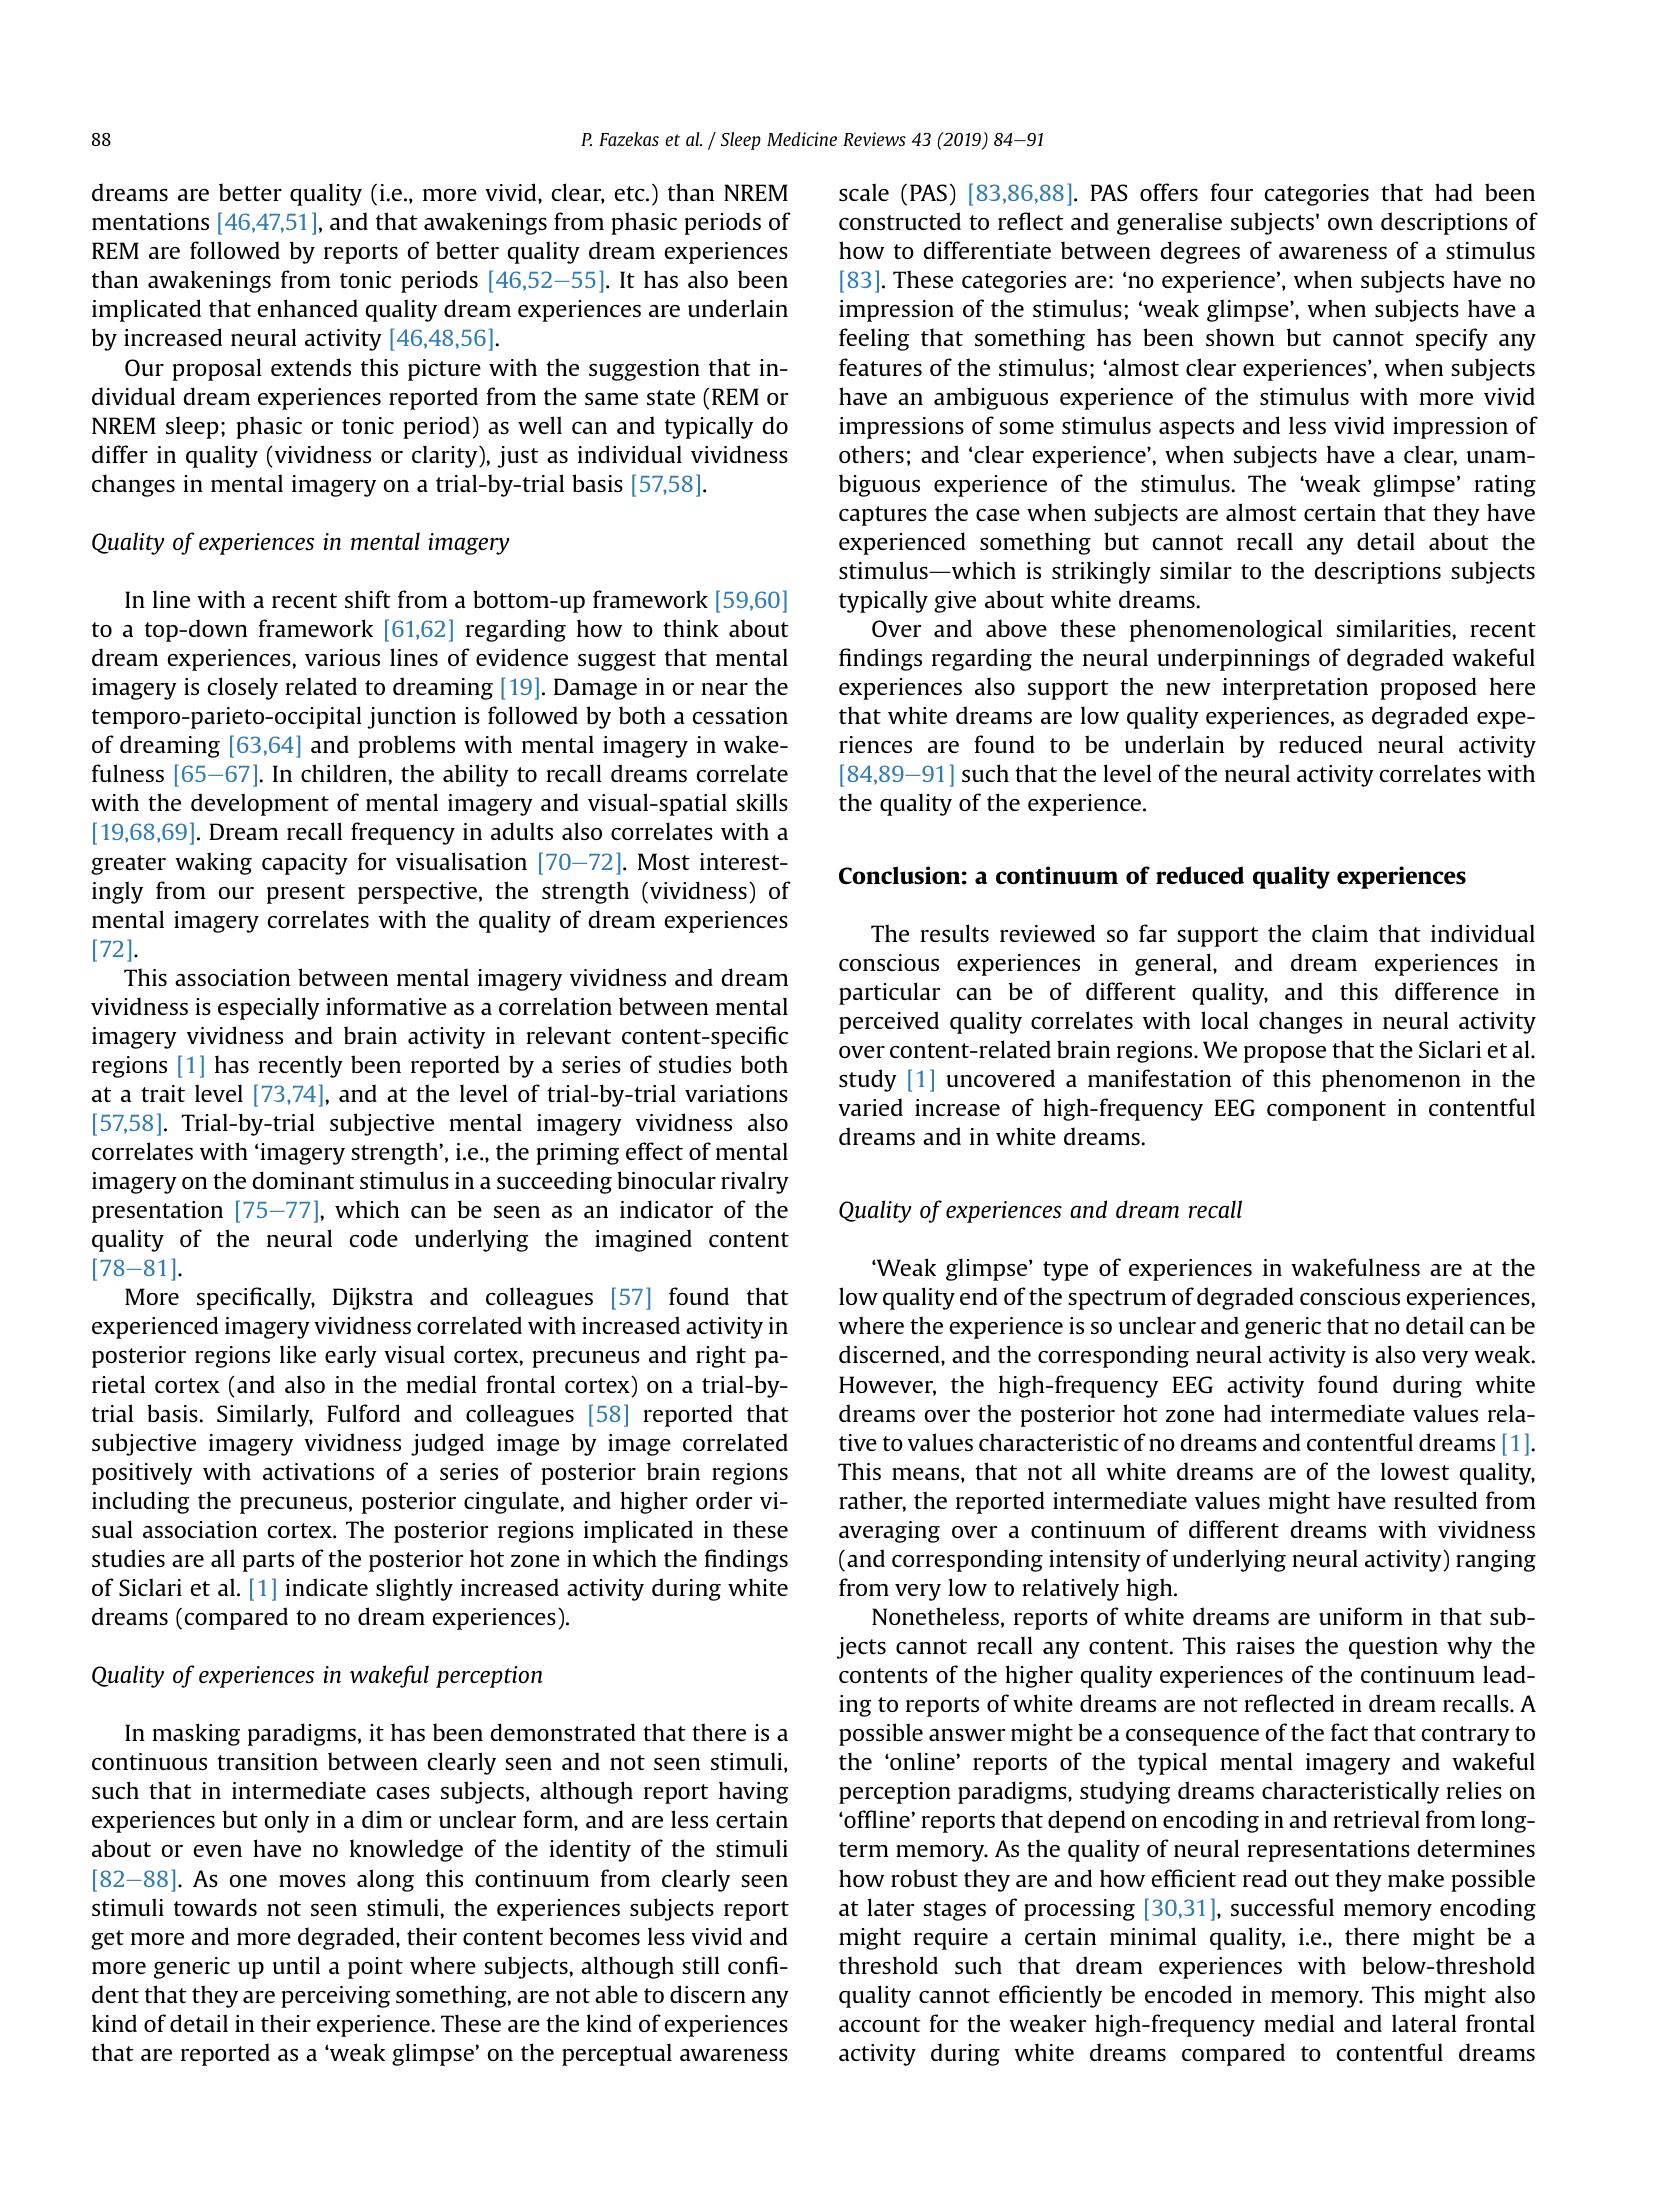 88
P. Fazekas et al. / Sleep Medicine Reviews 43 (2019) 84–91
dreams are better quality (i.e., more vivid, clear, etc.) than NREM
mentations [46,47,51], and that awakenings from phasic periods of
REM are followed by reports of better quality dream experiences
than awakenings from tonic periods [46,52–55]. It has also been
implicated that enhanced quality dream experiences are underlain
by increased neural activity [46,48,56].
Our proposal extends this picture with the suggestion that in-
dividual dream experiences reported from the same state (REM or
NREM sleep; phasic or tonic period) as well can and typically do
differ in quality (vividness or clarity), just as individual vividness
changes in mental imagery on a trial-by-trial basis [57,58].
Quality of experiences in mental imagery
In line with a recent shift from a bottom-up framework [59,60]
to a top-down framework [61,62] regarding how to think about
dream experiences, various lines of evidence suggest that mental
imagery is closely related to dreaming [19]. Damage in or near the
temporo-parieto-occipital junction is followed by both a cessation
of dreaming [63,64] and problems with mental imagery in wake-
fulness [65–67]. In children, the ability to recall dreams correlate
with the development of mental imagery and visual-spatial skills
[19,68,69]. Dream recall frequency in adults also correlates with a
greater waking capacity for visualisation [70–72]. Most interest-
ingly from our present perspective, the strength (vividness) of
mental imagery correlates with the quality of dream experiences
[72].
This association between mental imagery vividness and dream
vividness is especially informative as a correlation between mental
imagery vividness and brain activity in relevant content-specific
regions [1] has recently been reported by a series of studies both
at a trait level [73,74], and at the level of trial-by-trial variations
[57,58]. Trial-by-trial subjective mental imagery vividness also
correlates with ‘imagery strength’, i.e., the priming effect of mental
imagery on the dominant stimulus in a succeeding binocular rivalry
presentation [75–77], which can be seen as an indicator of the
quality of the neural code underlying the imagined content
[78–81].
More specifically, Dijkstra and colleagues [57] found that
experienced imagery vividness correlated with increased activity in
posterior regions like early visual cortex, precuneus and right pa-
rietal cortex (and also in the medial frontal cortex) on a trial-by-
trial basis. Similarly, Fulford and colleagues [58] reported that
subjective imagery vividness judged image by image correlated
positively with activations of a series of posterior brain regions
including the precuneus, posterior cingulate, and higher order vi-
sual association cortex. The posterior regions implicated in these
studies are all parts of the posterior hot zone in which the findings
of Siclari et al. [1] indicate slightly increased activity during white
dreams (compared to no dream experiences).
Quality of experiences in wakeful perception
In masking paradigms, it has been demonstrated that there is a
continuous transition between clearly seen and not seen stimuli,
such that in intermediate cases subjects, although report having
experiences but only in a dim or unclear form, and are less certain
about or even have no knowledge of the identity of the stimuli
[82–88]. As one moves along this continuum from clearly seen
stimuli towards not seen stimuli, the experiences subjects report
get more and more degraded, their content becomes less vivid and
more generic up until a point where subjects, although still confi-
dent that they are perceiving something, are not able to discern any
kind of detail in their experience. These are the kind of experiences
that are reported as a ‘weak glimpse’ on the perceptual awareness
scale (PAS) [83,86,88]. PAS offers four categories that had been
constructed to reflect and generalise subjects' own descriptions of
how to differentiate between degrees of awareness of a stimulus
[83]. These categories are: ‘no experience’, when subjects have no
impression of the stimulus; ‘weak glimpse’, when subjects have a
feeling that something has been shown but cannot specify any
features of the stimulus; ‘almost clear experiences’, when subjects
have an ambiguous experience of the stimulus with more vivid
impressions of some stimulus aspects and less vivid impression of
others; and ‘clear experience’, when subjects have a clear, unam-
biguous experience of the stimulus. The ‘weak glimpse’ rating
captures the case when subjects are almost certain that they have
experienced something but cannot recall any detail about the
stimulus—which is strikingly similar to the descriptions subjects
typically give about white dreams.
Over and above these phenomenological similarities, recent
findings regarding the neural underpinnings of degraded wakeful
experiences also support the new interpretation proposed here
that white dreams are low quality experiences, as degraded expe-
riences are found to be underlain by reduced neural activity
[84,89–91] such that the level of the neural activity correlates with
the quality of the experience.
Conclusion: a continuum of reduced quality experiences
The results reviewed so far support the claim that individual
conscious experiences in general, and dream experiences in
particular can be of different quality, and this difference in
perceived quality correlates with local changes in neural activity
over content-related brain regions. We propose that the Siclari et al.
study [1] uncovered a manifestation of this phenomenon in the
varied increase of high-frequency EEG component in contentful
dreams and in white dreams.
Quality of experiences and dream recall
‘Weak glimpse’ type of experiences in wakefulness are at the
low quality end of the spectrum of degraded conscious experiences,
where the experience is so unclear and generic that no detail can be
discerned, and the corresponding neural activity is also very weak.
However, the high-frequency EEG activity found during white
dreams over the posterior hot zone had intermediate values rela-
tive to values characteristic of no dreams and contentful dreams [1].
This means, that not all white dreams are of the lowest quality,
rather, the reported intermediate values might have resulted from
averaging over a continuum of different dreams with vividness
(and corresponding intensity of underlying neural activity) ranging
from very low to relatively high.
Nonetheless, reports of white dreams are uniform in that sub-
jects cannot recall any content. This raises the question why the
contents of the higher quality experiences of the continuum lead-
ing to reports of white dreams are not reflected in dream recalls. A
possible answer might be a consequence of the fact that contrary to
the ‘online’ reports of the typical mental imagery and wakeful
perception paradigms, studying dreams characteristically relies on
‘offline’ reports that depend on encoding in and retrieval from long-
term memory. As the quality of neural representations determines
how robust they are and how efficient read out they make possible
at later stages of processing [30,31], successful memory encoding
might require a certain minimal quality, i.e., there might be a
threshold such that dream experiences with below-threshold
quality cannot efficiently be encoded in memory. This might also
account for the weaker high-frequency medial and lateral frontal
activity during white dreams compared to contentful dreams